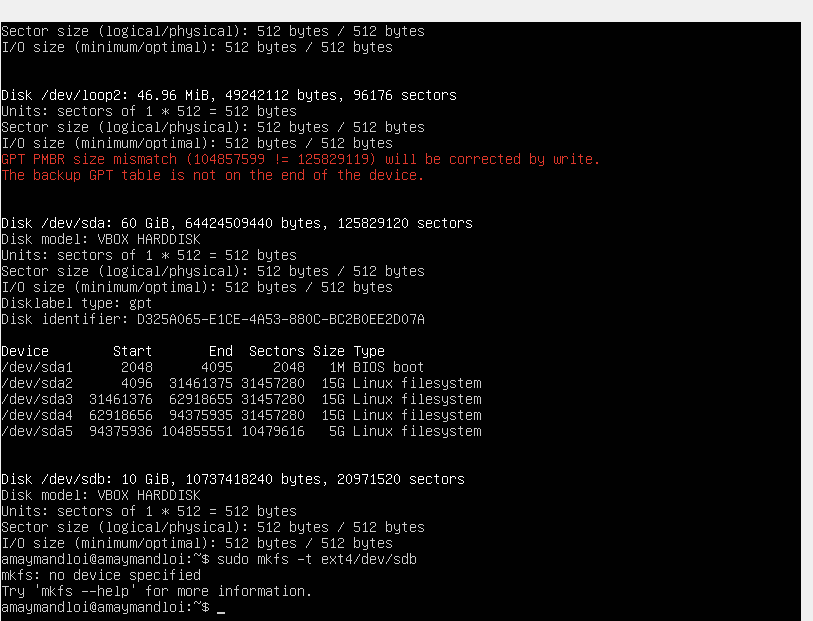 Sector size (logical/physical): 512 bytes / 512 bytes
I/O size (minimum/optimal): 512 bytes / 512 bytes
Disk /dev/loop2: 46.96 MiB, 49242112 bytes, 96176 sectors
Units: sectors of 1 * 512 = 512 bytes
Sector size (logical/physical): 512 bytes / 512 bytes
I/O size (minimum/optimal): 512 bytes / 512 bytes
GPT PMBR size mismatch (104857599 != 125829119) will be corrected by write.
The backup GPT table is not on the end of the device.
Disk /dev/sda: 60 GiB, 64424509440 bytes, 125829120 sectors
Disk model: VBOX HARDDISK
Units: sectors of 1 * 512 = 512 bytes
Sector size (logical/physical): 512 bytes / 512 bytes
I/O size (minimum/optimal): 512 bytes / 512 bytes
Disklabel type: gpt
Disk identifier: D325A065-E1CE-4A53-880C-BC2B0EE2D07A
Device Start End Sectors Size Type
/dev/sda1 2048 4095 2048 1M BIOS boot
/dev/sda2 4096 31461375 31457280 15G Linux filesystem
/dev/sda3 31461376 62918655 31457280 15G Linux filesystem
/dev/sda4 62918656 94375935 31457280 15G Linux filesystem
/dev/sda5 94375936 104855551 10479616 5G Linux filesystem
Disk /dev/sdb: 10 GiB, 10737418240 bytes, 20971520 sectors
Disk model: VBOX HARDDISK
Units: sectors of 1 * 512 = 512 bytes
Sector size (logical/physical): 512 bytes / 512 bytes
I/O size (minimum/optimal): 512 bytes / 512 bytes
amaymandloi@amaymandloi:~$ sudo mkfs -t ext4/dev/sdb
mkfs: no device specified
Try 'mkfs --help' for more information.
amaymandloi@amaymandloi:~$ _